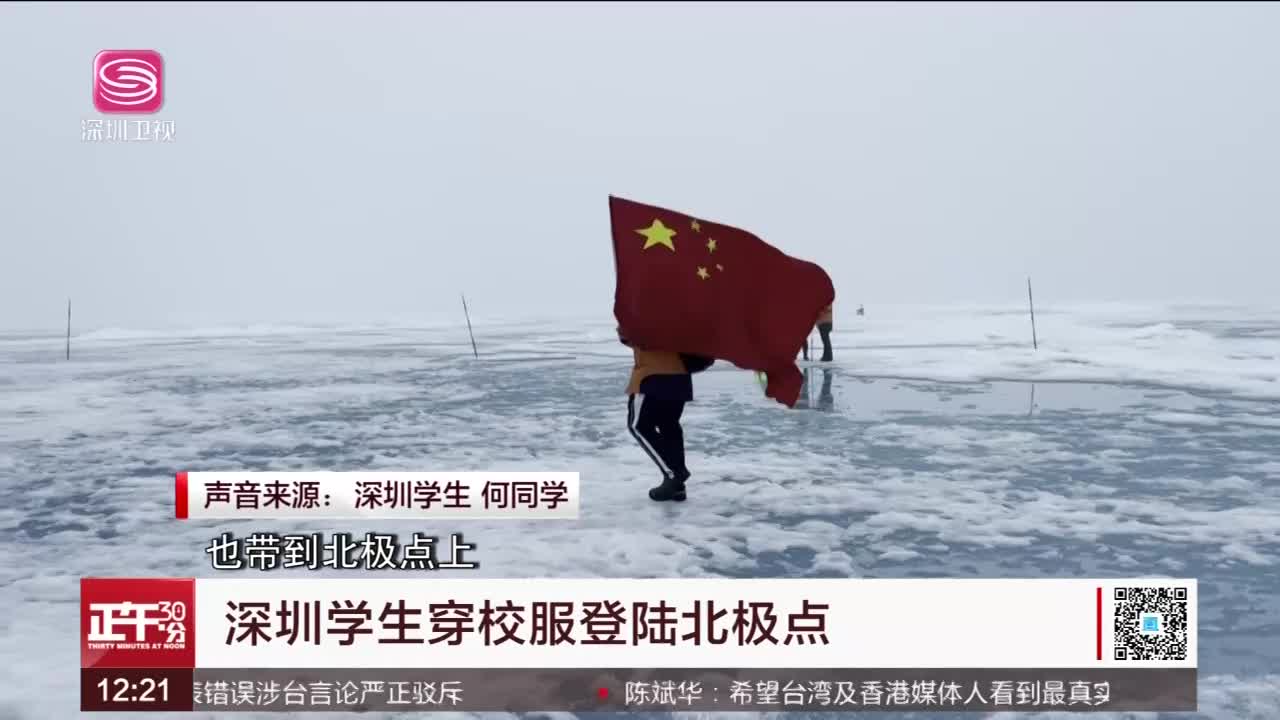 深圳卫视
声音来源：深圳学生 何同学
也带到北极点上
正午30分
THIRTY MINUTES AT NOON
深圳学生穿校服登陆北极点
12:21
表错误涉台言论严正驳斥
陈斌华：希望台湾及香港媒体人看到最真实